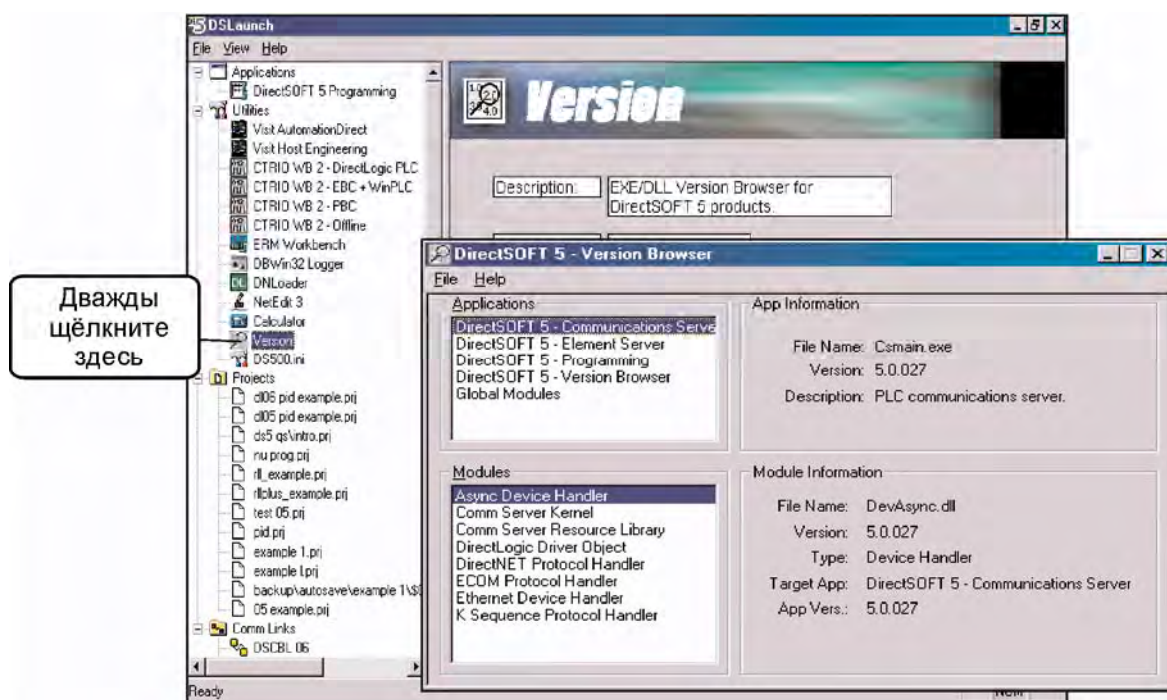 DSLaunch
File View Help
Applications
DirectSOFT 5 Programming
Utilities
Visit AutomationDirect
Visit Host Engineering
CTRIO WB 2 - DirectLogic PLC
CTRIO WB 2 - EBC + WinPLC
CTRIO WB 2 - PBC
CTRIO WB 2 - Offline
ERM Workbench
DBWin32 Logger
DNLoader
NetEdit 3
Calculator
Version
DS500.ini
Projects
dl06 pid example.prj
dl05 pid example.prj
ds5 qs\intro.prj
nu prog.prj
rll_example.prj
rllplus_example.prj
test 05.prj
pid.prj
example 1.prj
example l.prj
backup\autosave\example 1\$
05 example.prj
Comm Links
DSCBL 06
Ready
Дважды
щёлкните
здесь
Version
Description:
EXE/DLL Version Browser for
DirectSOFT 5 products.
DirectSOFT 5 - Version Browser
File Help
Applications
DirectSOFT 5 - Communications Serve
DirectSOFT 5 - Element Server
DirectSOFT 5 - Programming
DirectSOFT 5 - Version Browser
Global Modules
App Information
File Name: Csmain.exe
Version: 5.0.027
Description: PLC communications server.
Modules
Async Device Handler
Comm Server Kernel
Comm Server Resource Library
DirectLogic Driver Object
DirectNET Protocol Handler
ECOM Protocol Handler
Ethernet Device Handler
K Sequence Protocol Handler
Module Information
File Name: DevAsync.dll
Version: 5.0.027
Type: Device Handler
Target App: DirectSOFT 5 - Communications Server
App Vers.: 5.0.027